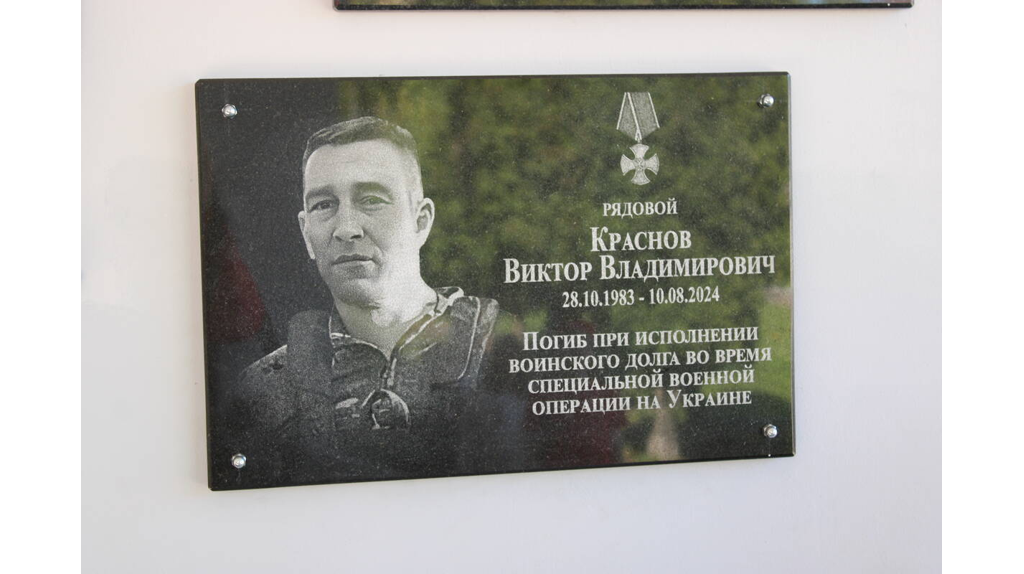 РЯДОВОЙ
КРАСНОВ
ВИКТОР ВЛАДИМИРОВИЧ
28.10.1983 - 10.08.2024
ПОГИБ ПРИ ИСПОЛНЕНИИ
ВОИНСКОГО ДОЛГА ВО ВРЕМЯ
СПЕЦИАЛЬНОЙ ВОЕННОЙ
ОПЕРАЦИИ НА УКРАИНЕ